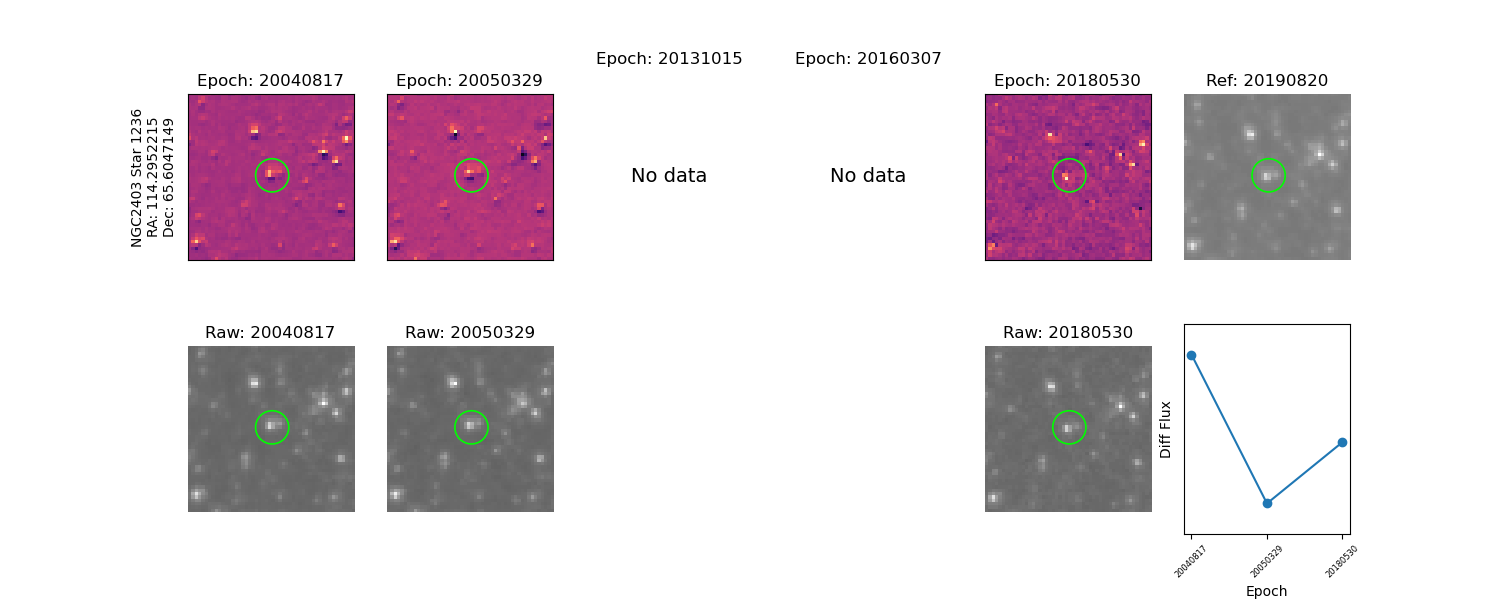 Epoch: 20040817
Epoch: 20050329
Epoch: 20131015
Epoch: 20160307
Epoch: 20180530
Ref: 20190820
NGC2403 Star 1236
RA: 114.2952215
Dec: 65.6047149
No data
No data
Raw: 20040817
Raw: 20050329
Raw: 20180530
Diff Flux
20040817
20050329
20180530
Epoch